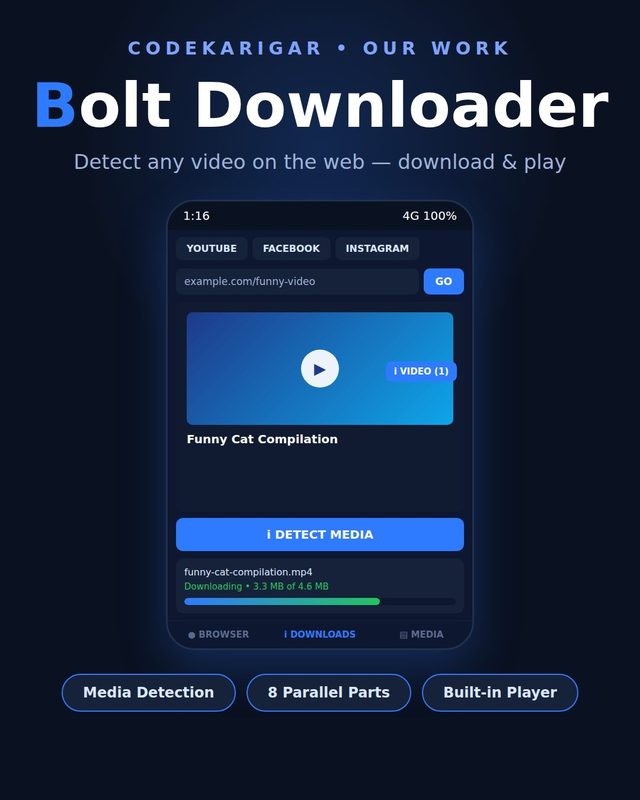 CODEKARIGAR • OUR WORK
Bolt Downloader
Detect any video on the web — download & play
1:16 4G 100%
YOUTUBE FACEBOOK INSTAGRAM
example.com/funny-video GO
i VIDEO (1)
Funny Cat Compilation
i DETECT MEDIA
funny-cat-compilation.mp4
Downloading • 3.3 MB of 4.6 MB
● BROWSER i DOWNLOADS ▤ MEDIA
Media Detection 8 Parallel Parts Built-in Player